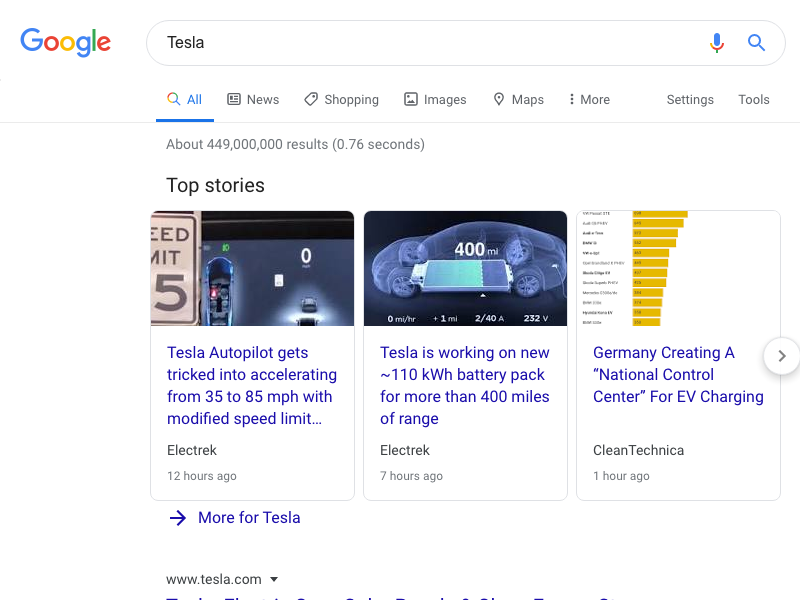 Google
Tesla
All
News
Shopping
Images
Maps
More
Settings
Tools
About 449,000,000 results (0.76 seconds)
Top stories
EED
MIT
5
0
400 mi
0 mi/hr
+ 1 mi
2/40 A
232 V
Tesla Autopilot gets
tricked into accelerating
from 35 to 85 mph with
modified speed limit…
Electrek
12 hours ago
Tesla is working on new
~110 kWh battery pack
for more than 400 miles
of range
Electrek
7 hours ago
Germany Creating A
“National Control
Center” For EV Charging
CleanTechnica
1 hour ago
More for Tesla
www.tesla.com